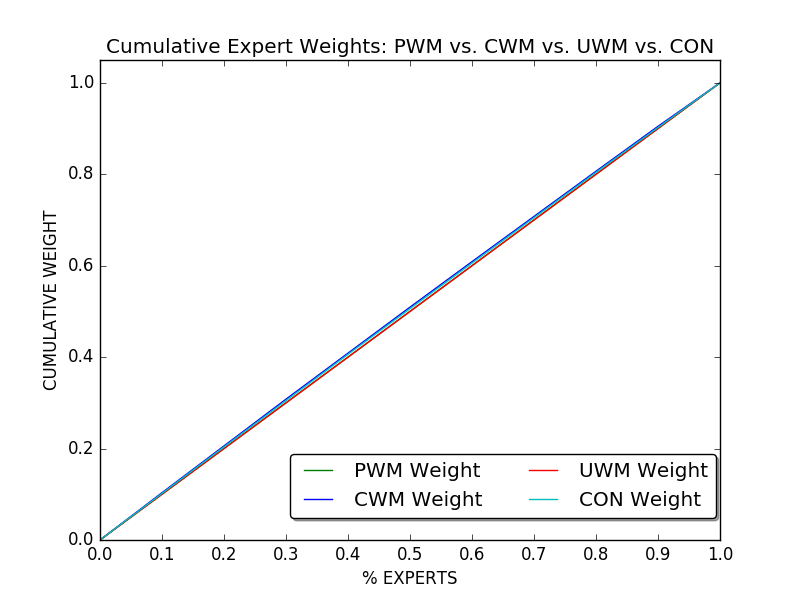 Cumulative Expert Weights: PWM vs. CWM vs. UWM vs. CON
CUMULATIVE WEIGHT
1.0
0.8
0.6
0.4
0.2
0.0
PWM Weight
UWM Weight
CWM Weight
CON Weight
0.0 0.1 0.2 0.3 0.4 0.5 0.6 0.7 0.8 0.9 1.0
% EXPERTS